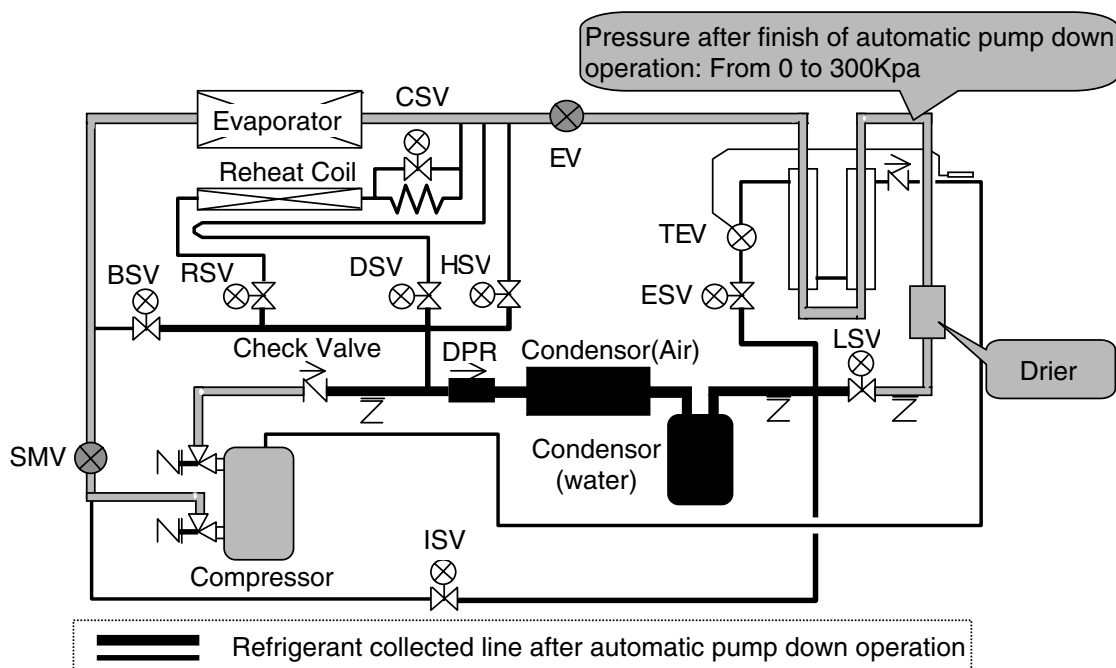 Pressure after finish of automatic pump down
operation: From 0 to 300Kpa
CSV
Evaporator
EV
Reheat Coil
TEV
BSV
RSV
DSV
HSV
ESV
LSV
Check Valve
DPR
Condensor(Air)
Drier
SMV
Condensor
(water)
ISV
Compressor
Refrigerant collected line after automatic pump down operation